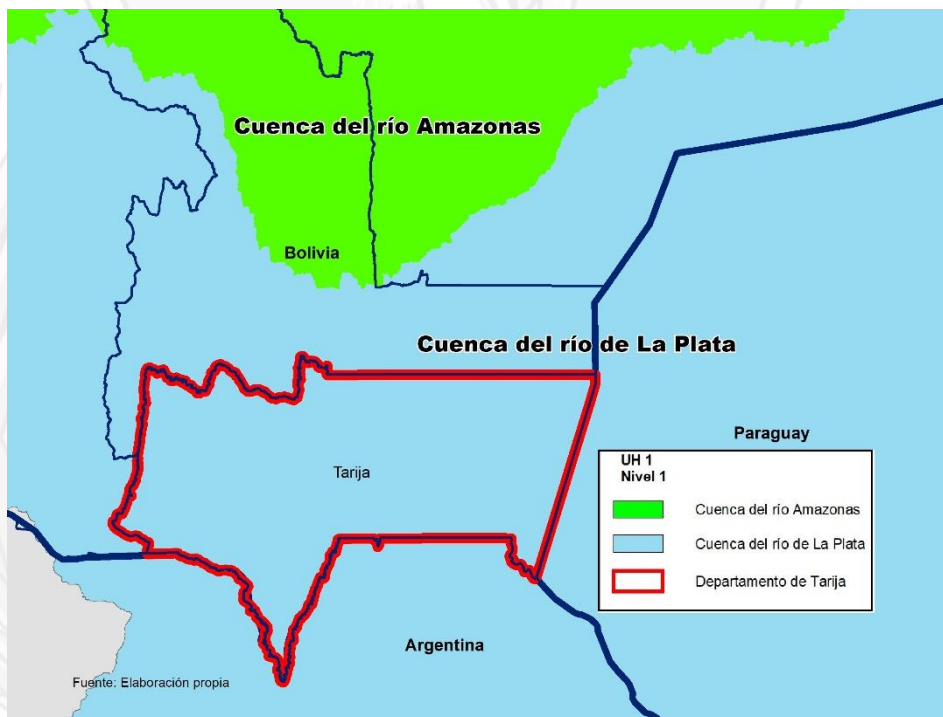 Cuenca del río Amazonas
Bolivia
Cuenca del río de La Plata
Tarija
Paraguay
UH 1
Nivel 1
Cuenca del río Amazonas
Cuenca del río de La Plata
Departamento de Tarija
Argentina
Fuente: Elaboración propia